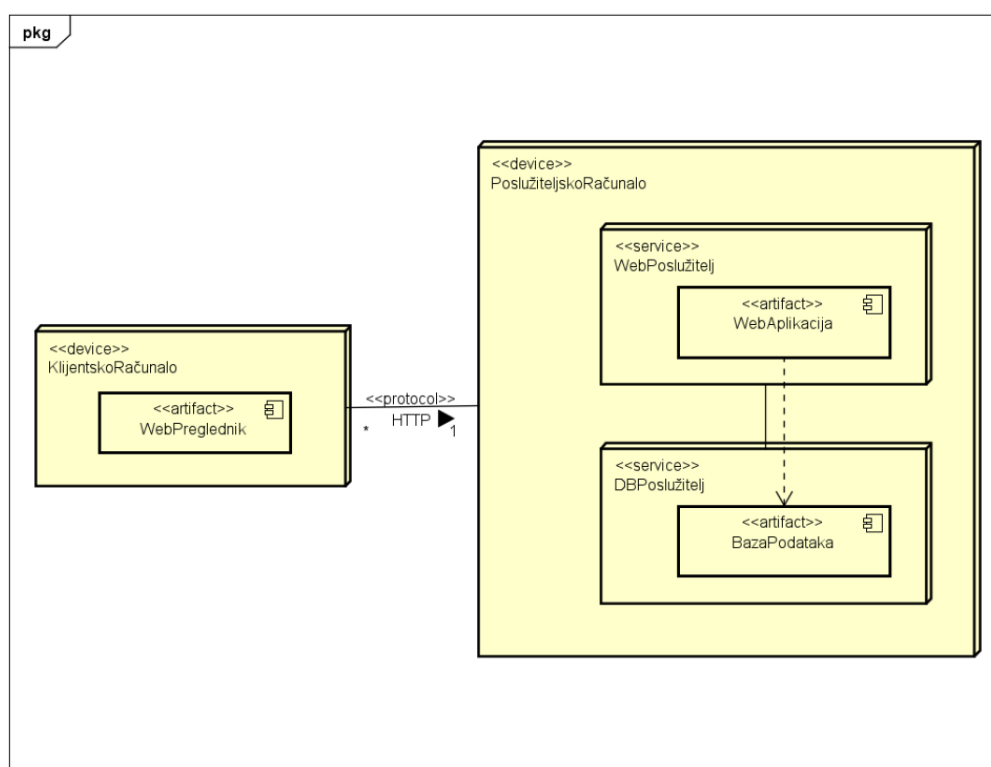 pkg
<<device>>
PoslužiteljskoRačunalo
<<service>>
WebPoslužitelj
<<artifact>>
WebAplikacija
<<device>>
KlijentskoRačunalo
<<artifact>>
WebPreglednik
<<protocol>>
HTTP
*
1
<<service>>
DBPoslužitelj
<<artifact>>
BazaPodataka